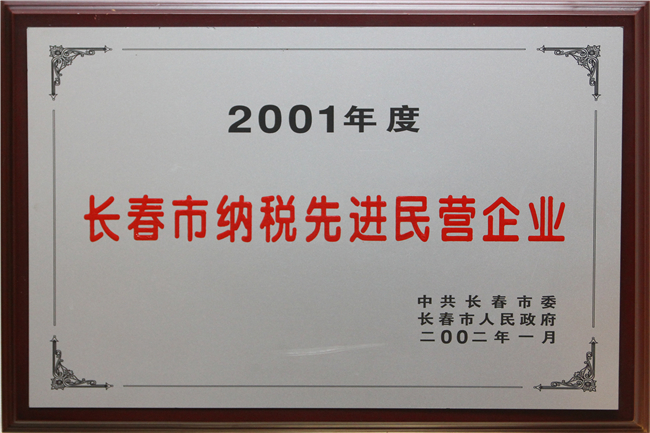 2001年度
长春市纳税先进民营企业
中共长春市委
长春市人民政府
二00二年一月